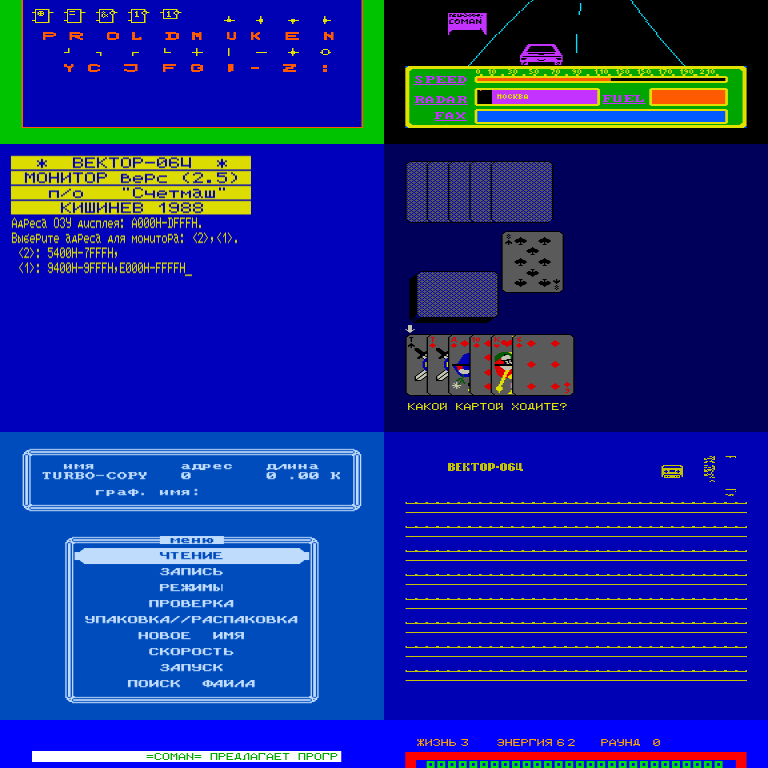 PROLDM UKEN
YCJFQ - Z :
COMAN
SPEED
0 10 30 50 70 90 110 130 150 170 190 210
RADAR
МОСКВА
FUEL
FAX
* ВЕКТОР-06Ц *
МОНИТОР Верс (2.5)
п/о "Счетмаш"
КИШИНЕВ 1988
Адреса ОЗУ дисплея: A000H-DFFFH.
Выберите адреса для монитора: <2>,<1>.
<2>: 5400H-7FFFH,
<1>: 9400H-9FFFH,E000H-FFFFH_
КАКОЙ КАРТОЙ ХОДИТЕ?
имя адрес длина
TURBO-COPY 0 0 .00 К
граф. имя:
меню
ЧТЕНИЕ
ЗАПИСЬ
РЕЖИМЫ
ПРОВЕРКА
УПАКОВКА//РАСПАКОВКА
НОВОЕ ИМЯ
СКОРОСТЬ
ЗАПУСК
ПОИСК ФАИЛА
ВЕКТОР-06Ц
=COMAN= ПРЕДЛАГАЕТ ПРОГР
ЖИЗНЬ 3 ЭНЕРГИЯ 62 РАУНД 0